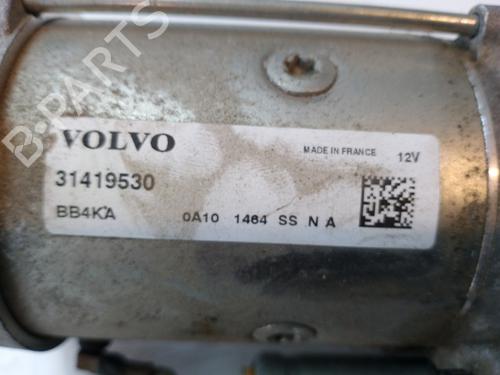 VOLVO MADE IN FRANCE 12V
31419530
BB4KA 0A10 1464 SS N A
B-PARTS